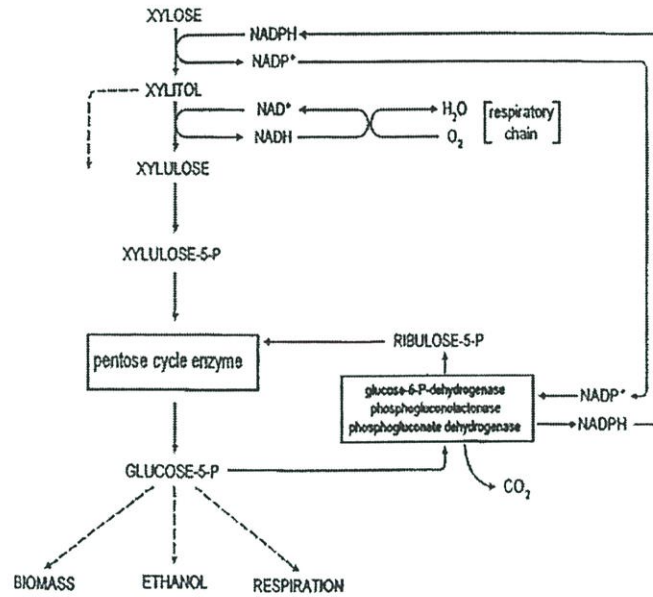 XYLOSE
NADPH
NADP⁺
XYLITOL
NAD⁺
H₂O
[respiratory
NADH
O₂
chain]
XYLULOSE
XYLULOSE-5-P
RIBULOSE-5-P
pentose cycle enzyme
glucose-6-P-dehydrogenase
phosphogluconolactonase
phosphogluconate dehydrogenase
NADP⁺
NADPH
GLUCOSE-5-P
CO₂
BIOMASS
ETHANOL
RESPIRATION